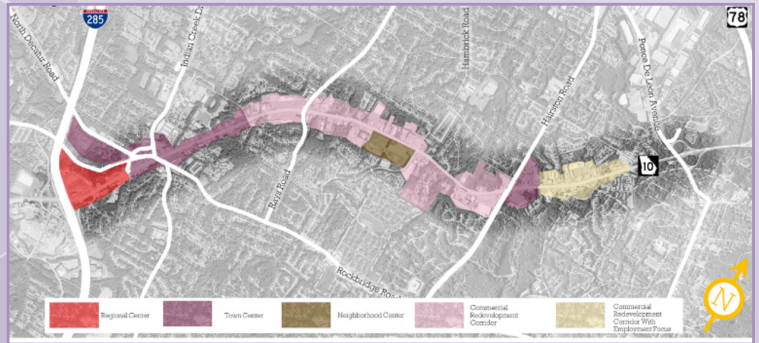 INTERSTATE
285
78
North Decatur Road
Indian Creek Dr
Hambrick Road
Hairston Road
Ponce De Leon Avenue
10
Rays Road
Rockbridge Road
N
Regional Center
Town Center
Neighborhood Center
Commercial
Redevelopment
Corridor
Commercial
Redevelopment
Corridor With
Employment Focus